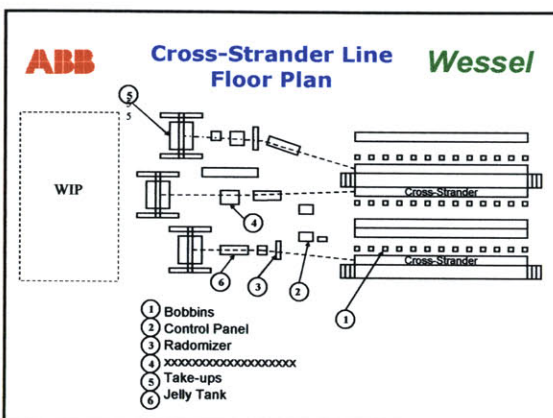 ABB
Cross-Strander Line
Floor Plan
Wessel
5
5
5
WIP
Cross-Strander
4
Cross-Strander
6
3
2
1
1 Bobbins
2 Control Panel
3 Radomizer
4 xxxxxxxxxxxxxxxxxxx
5 Take-ups
6 Jelly Tank